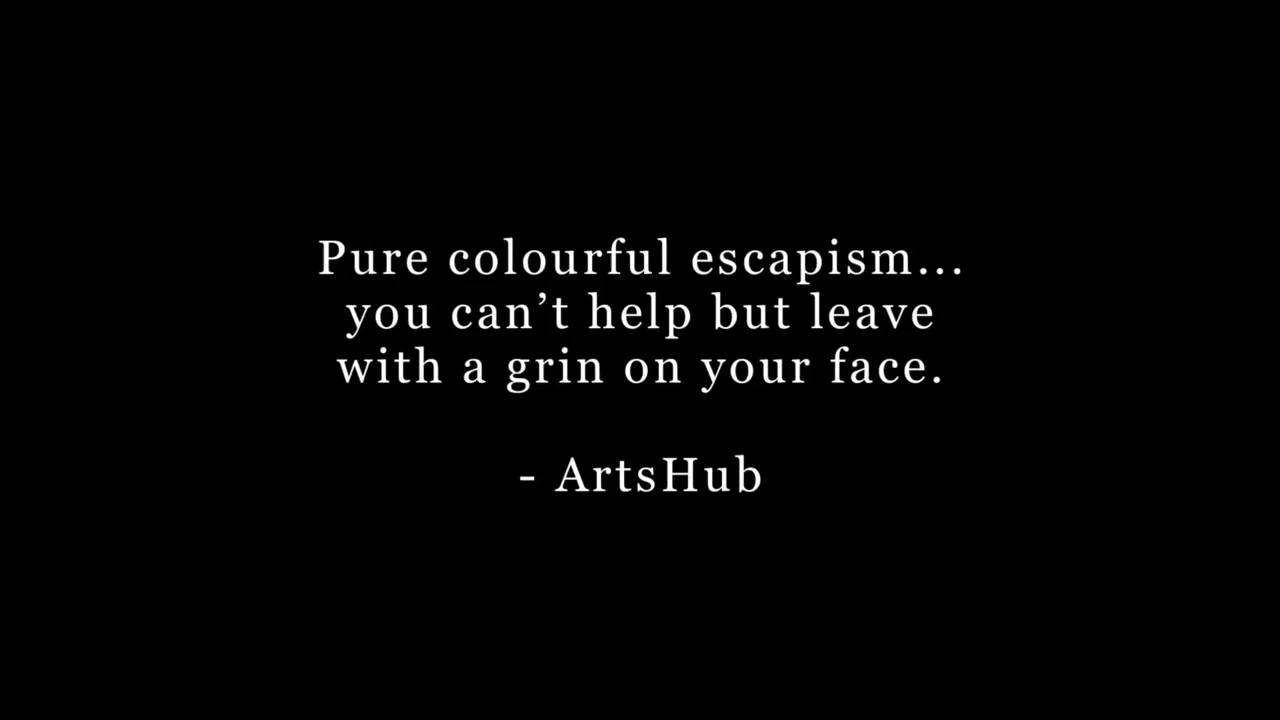 Pure colourful escapism...
you can’t help but leave
with a grin on your face.
- ArtsHub